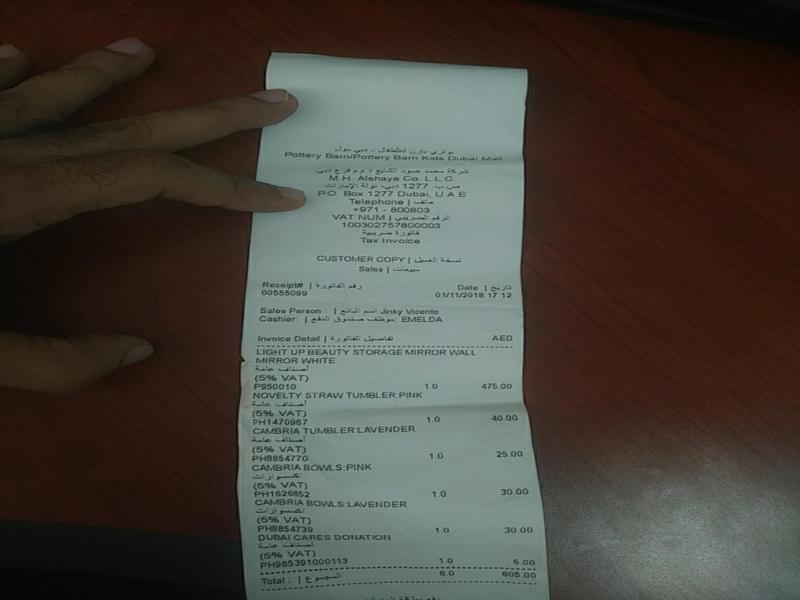 بوتري بارن للأطفال - دبي مول
Pottery Barn/Pottery Barn Kids Dubai Mall
شركة محمد حمود الشايع ذ.م.م فرع دبي
M.H. Alshaya Co. L.L.C
ص.ب. 1277 دبي، دولة الإمارات
P.O. Box 1277 Dubai, U.A.E
Telephone | هاتف
+971 - 800803
VAT NUM | الرقم الضريبي
100302757800003
فاتورة ضريبية
Tax Invoice
CUSTOMER COPY | نسخة العميل
Sales | مبيعات
Receipt# | رقم الفاتورة Date | تاريخ
00555099 01/11/2018 17:12
Sales Person : | اسم البائع Jinky Vicente
Cashier: | موظف صندوق الدفع: EMELDA
Invoice Detail | تفاصيل الفاتورة AED
LIGHT UP BEAUTY STORAGE MIRROR WALL
MIRROR WHITE
أصناف عامة
(5% VAT)
P950010 1.0 475.00
NOVELTY STRAW TUMBLER:PINK
أصناف عامة
(5% VAT)
PH1470967 1.0 40.00
CAMBRIA TUMBLER:LAVENDER
أصناف عامة
(5% VAT)
PH8854770 1.0 25.00
CAMBRIA BOWLS:PINK
اكسسوارات
(5% VAT)
PH1626852 1.0 30.00
CAMBRIA BOWLS:LAVENDER
اكسسوارات
(5% VAT)
PH8854739 1.0 30.00
DUBAI CARES DONATION
أصناف عامة
(5% VAT)
PH965391000113 1.0 5.00
Total : | المجموع 6.0 605.00